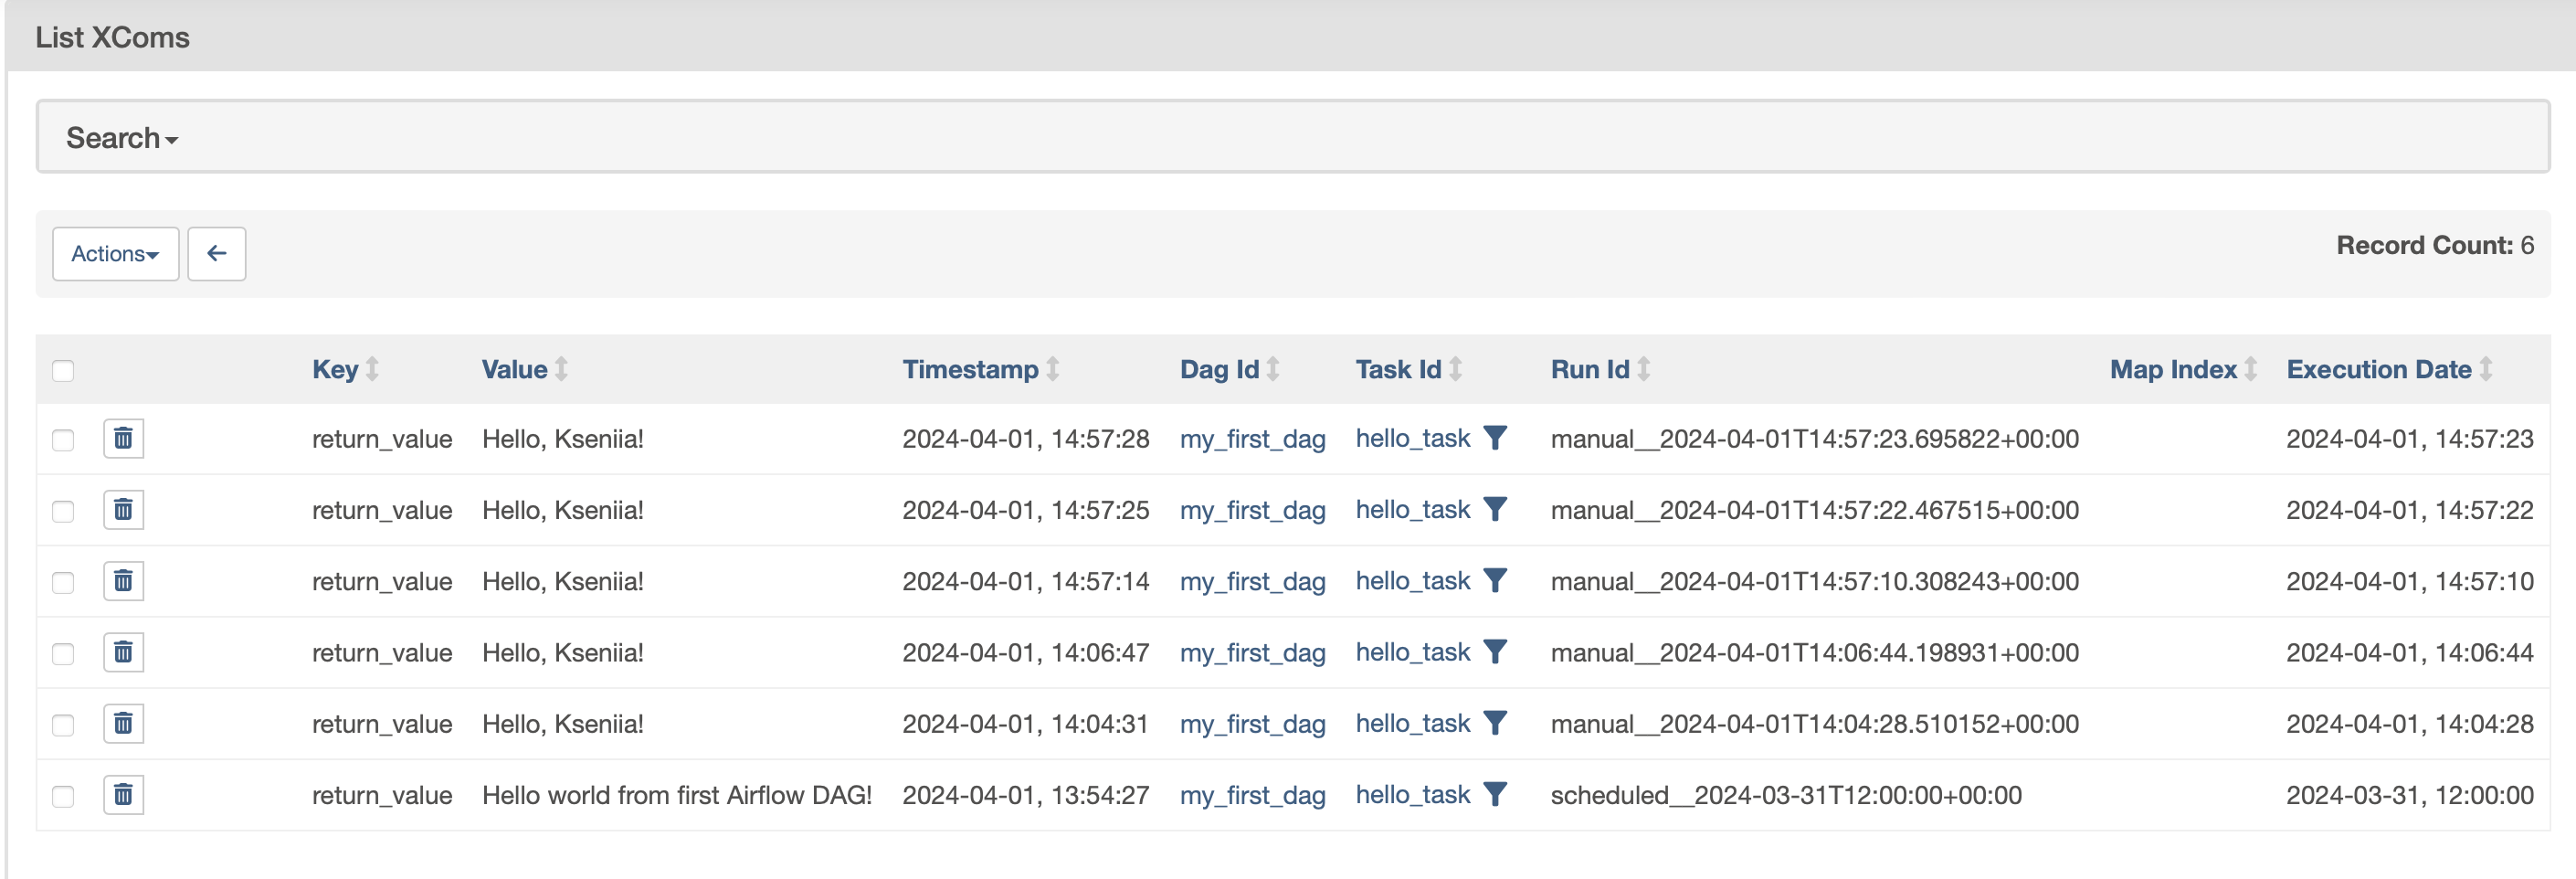 List XComs
Search
Actions
Record Count: 6
Key Value Timestamp Dag Id Task Id Run Id Map Index Execution Date
return_value Hello, Kseniia! 2024-04-01, 14:57:28 my_first_dag hello_task manual__2024-04-01T14:57:23.695822+00:00 2024-04-01, 14:57:23
return_value Hello, Kseniia! 2024-04-01, 14:57:25 my_first_dag hello_task manual__2024-04-01T14:57:22.467515+00:00 2024-04-01, 14:57:22
return_value Hello, Kseniia! 2024-04-01, 14:57:14 my_first_dag hello_task manual__2024-04-01T14:57:10.308243+00:00 2024-04-01, 14:57:10
return_value Hello, Kseniia! 2024-04-01, 14:06:47 my_first_dag hello_task manual__2024-04-01T14:06:44.198931+00:00 2024-04-01, 14:06:44
return_value Hello, Kseniia! 2024-04-01, 14:04:31 my_first_dag hello_task manual__2024-04-01T14:04:28.510152+00:00 2024-04-01, 14:04:28
return_value Hello world from first Airflow DAG! 2024-04-01, 13:54:27 my_first_dag hello_task scheduled__2024-03-31T12:00:00+00:00 2024-03-31, 12:00:00